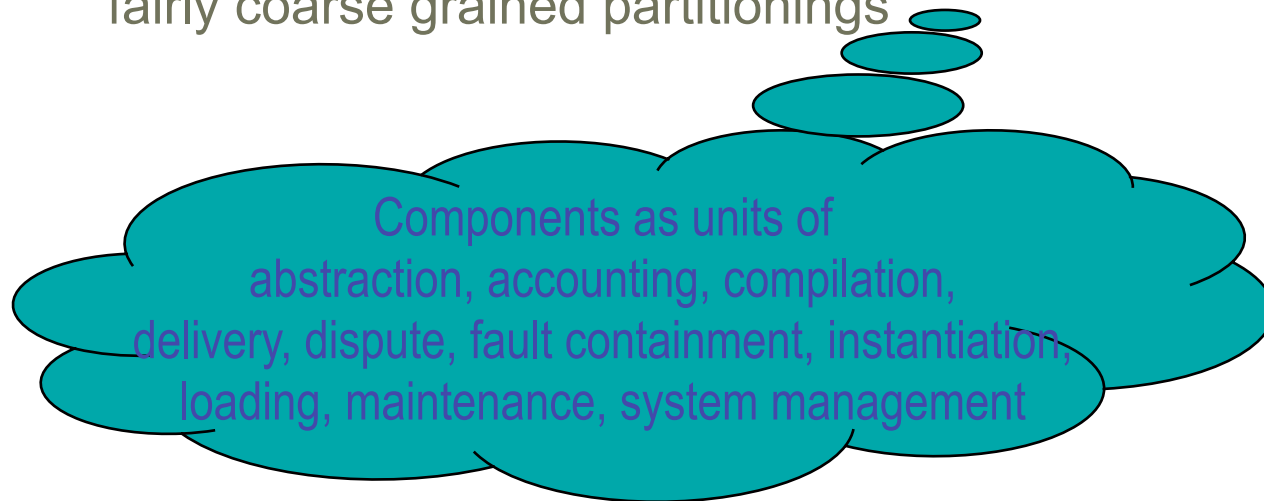 fairly coarse grained partitionings
Components as units of
abstraction, accounting, compilation,
delivery, dispute, fault containment, instantiation,
loading, maintenance, system management